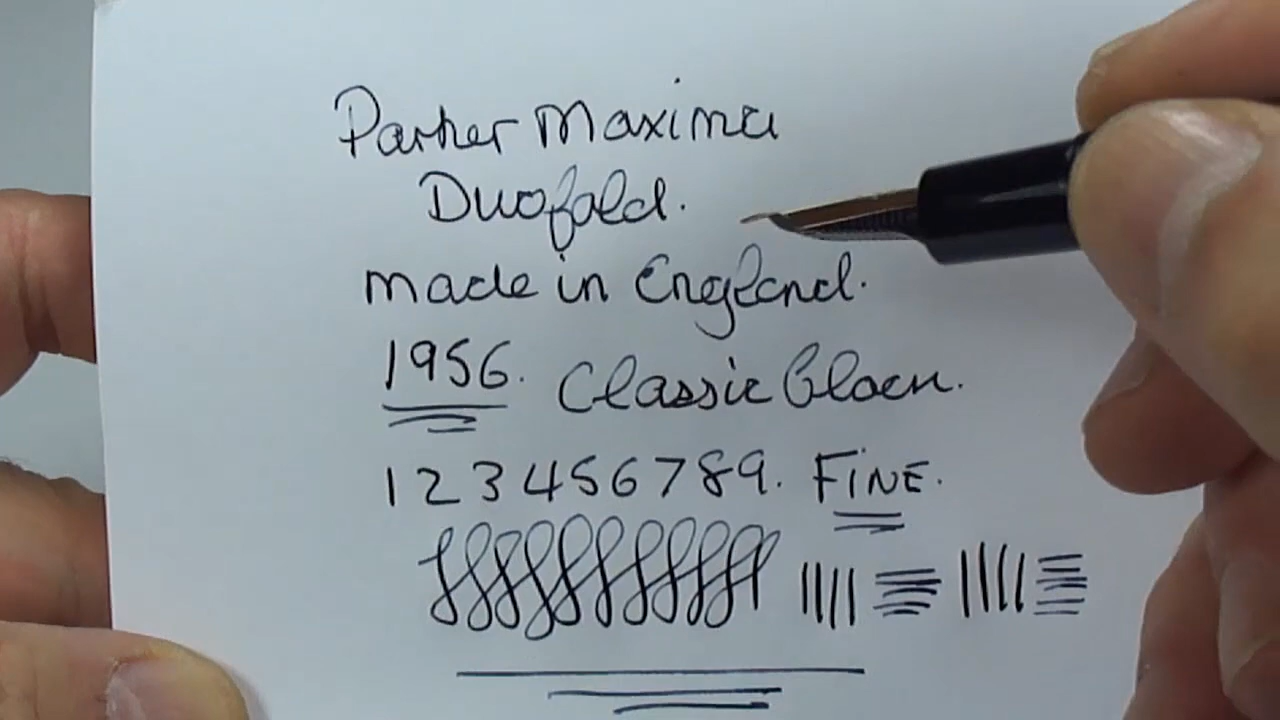 Parker Maxima
Duofold.
made in England.
1956. Classic Black.
123456789. FiNE.